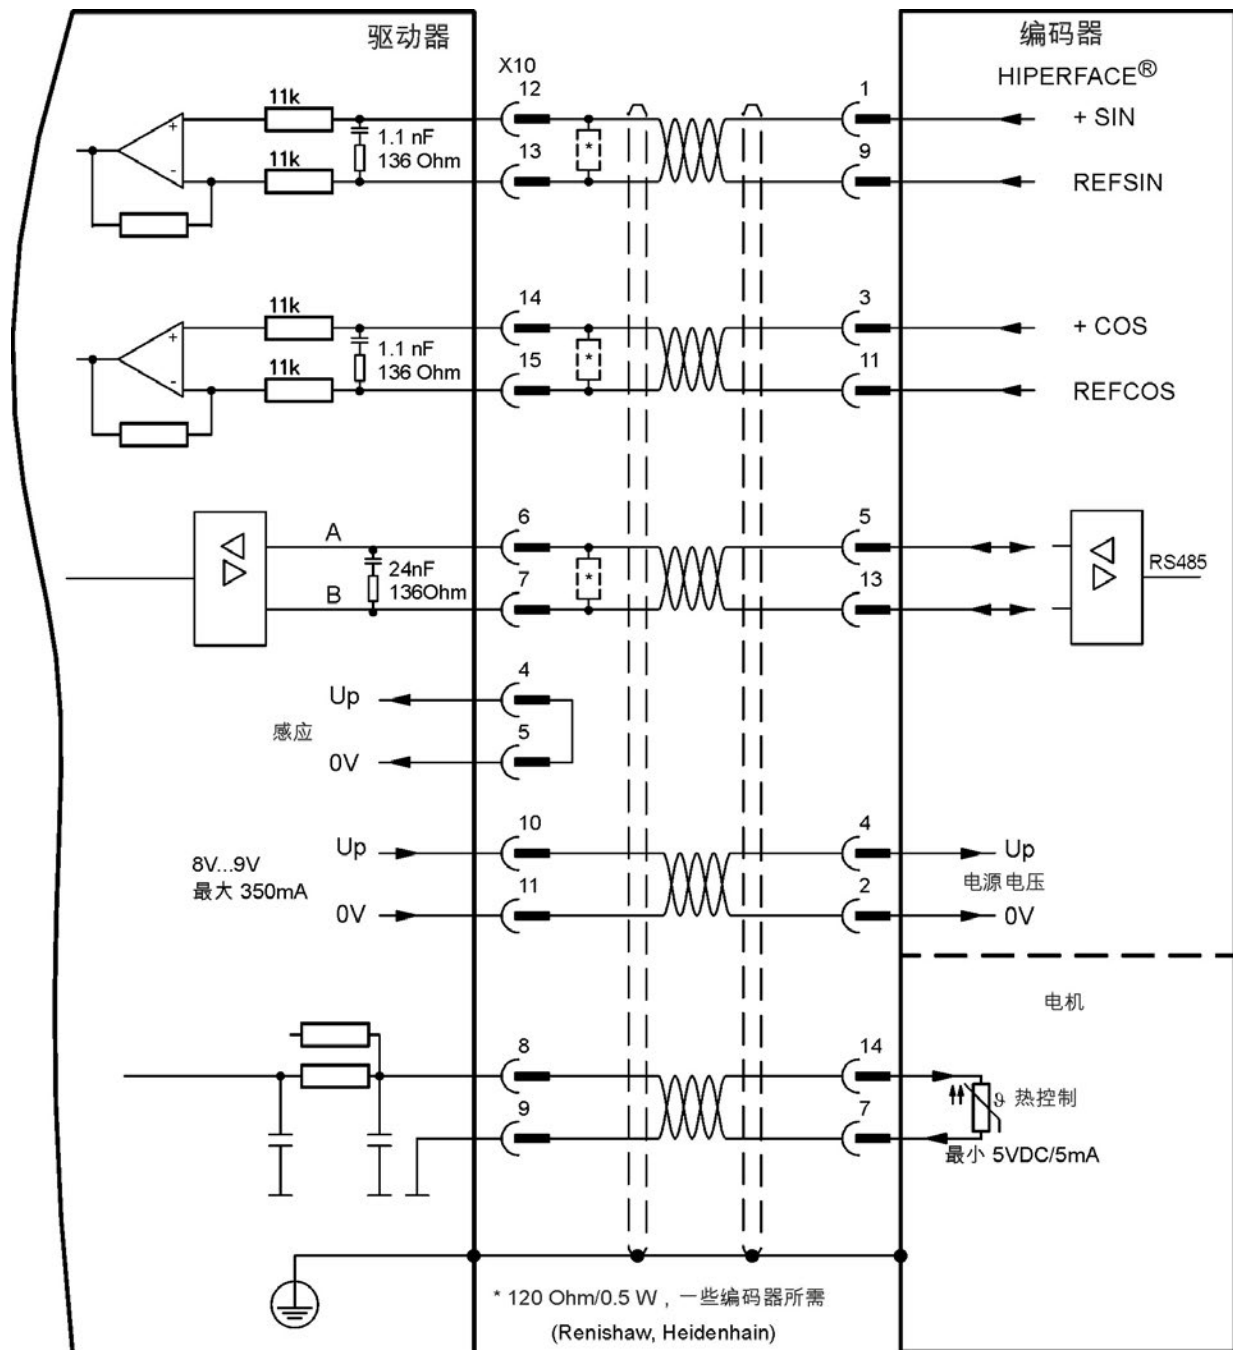 驱动器
编码器
HIPERFACE®
X10
12
1
11k
+
1.1 nF
136 Ohm
*
+ SIN
13
9
11k
-
REFSIN
14
3
11k
+
1.1 nF
136 Ohm
*
+ COS
15
11
11k
-
REFCOS
6
5
A
24nF
136Ohm
*
RS485
7
13
B
4
Up
感应
5
0V
10
4
Up
Up
8V...9V
最大 350mA
电源电压
11
2
0V
0V
电机
8
14
ϑ 热控制
9
7
最小 5VDC/5mA
* 120 Ohm/0.5 W，一些编码器所需
(Renishaw, Heidenhain)